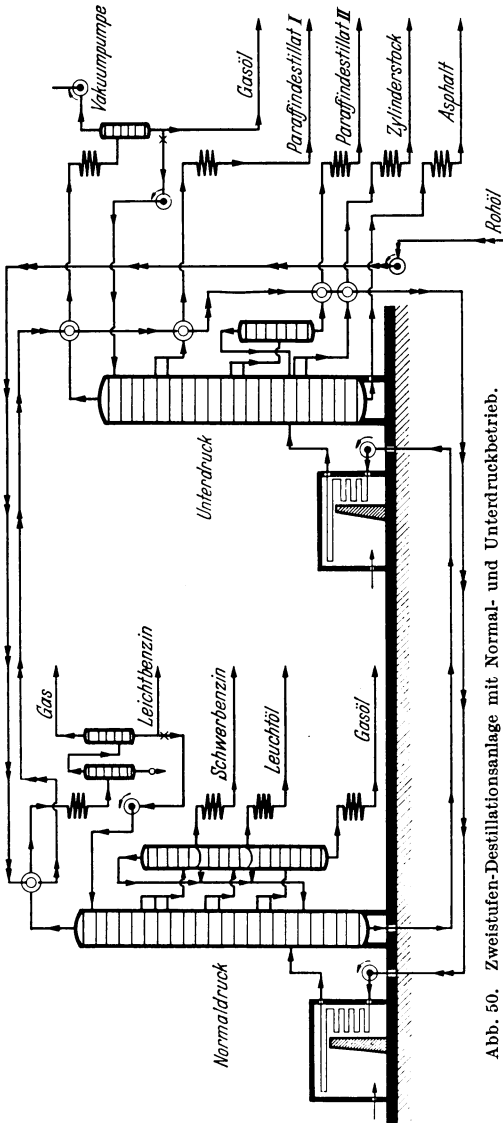 Normaldruck
Gas
Leichtbenzin
Schwerbenzin
Leuchtöl
Gasöl
Unterdruck
Vakuumpumpe
Gasöl
Paraffindestillat I
Paraffindestillat II
Zylinderstock
Asphalt
Rohöl
Abb. 50. Zweistufen-Destillationsanlage mit Normal- und Unterdruckbetrieb.